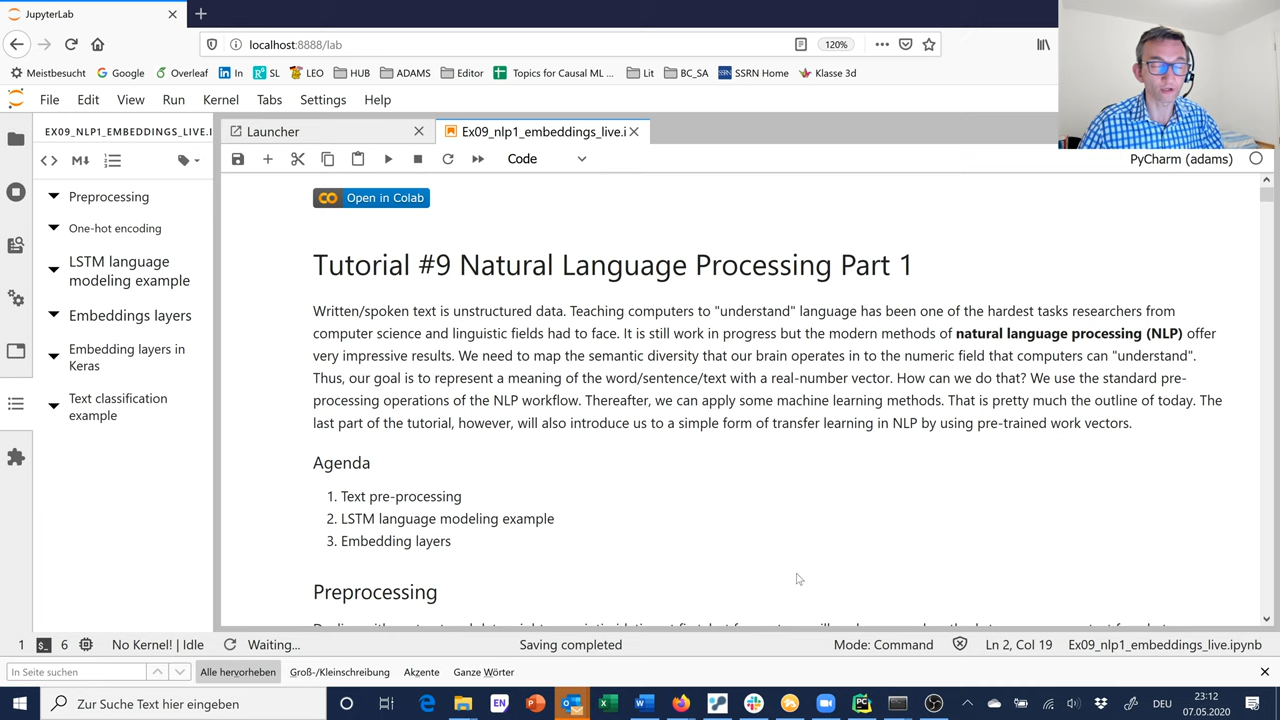 JupyterLab
localhost:8888/lab
120%
Meistbesucht
Google
Overleaf
In
SL
LEO
HUB
ADAMS
Editor
Topics for Causal ML ...
Lit
BC_SA
SSRN Home
Klasse 3d
File Edit View Run Kernel Tabs Settings Help
EX09_NLP1_EMBEDDINGS_LIVE.I
Launcher
Ex09_nlp1_embeddings_live.i
Code
PyCharm (adams)
Preprocessing
One-hot encoding
LSTM language
modeling example
Embeddings layers
Embedding layers in
Keras
Text classification
example
Open in Colab
Tutorial #9 Natural Language Processing Part 1
Written/spoken text is unstructured data. Teaching computers to "understand" language has been one of the hardest tasks researchers from
computer science and linguistic fields had to face. It is still work in progress but the modern methods of natural language processing (NLP) offer
very impressive results. We need to map the semantic diversity that our brain operates in to the numeric field that computers can "understand".
Thus, our goal is to represent a meaning of the word/sentence/text with a real-number vector. How can we do that? We use the standard pre-
processing operations of the NLP workflow. Thereafter, we can apply some machine learning methods. That is pretty much the outline of today. The
last part of the tutorial, however, will also introduce us to a simple form of transfer learning in NLP by using pre-trained work vectors.
Agenda
1. Text pre-processing
2. LSTM language modeling example
3. Embedding layers
Preprocessing
1 6 No Kernel! | Idle Waiting... Saving completed Mode: Command Ln 2, Col 19 Ex09_nlp1_embeddings_live.ipynb
In Seite suchen
Alle hervorheben
Groß-/Kleinschreibung
Akzente
Ganze Wörter
Zur Suche Text hier eingeben
EN
DEU
23:12
07.05.2020